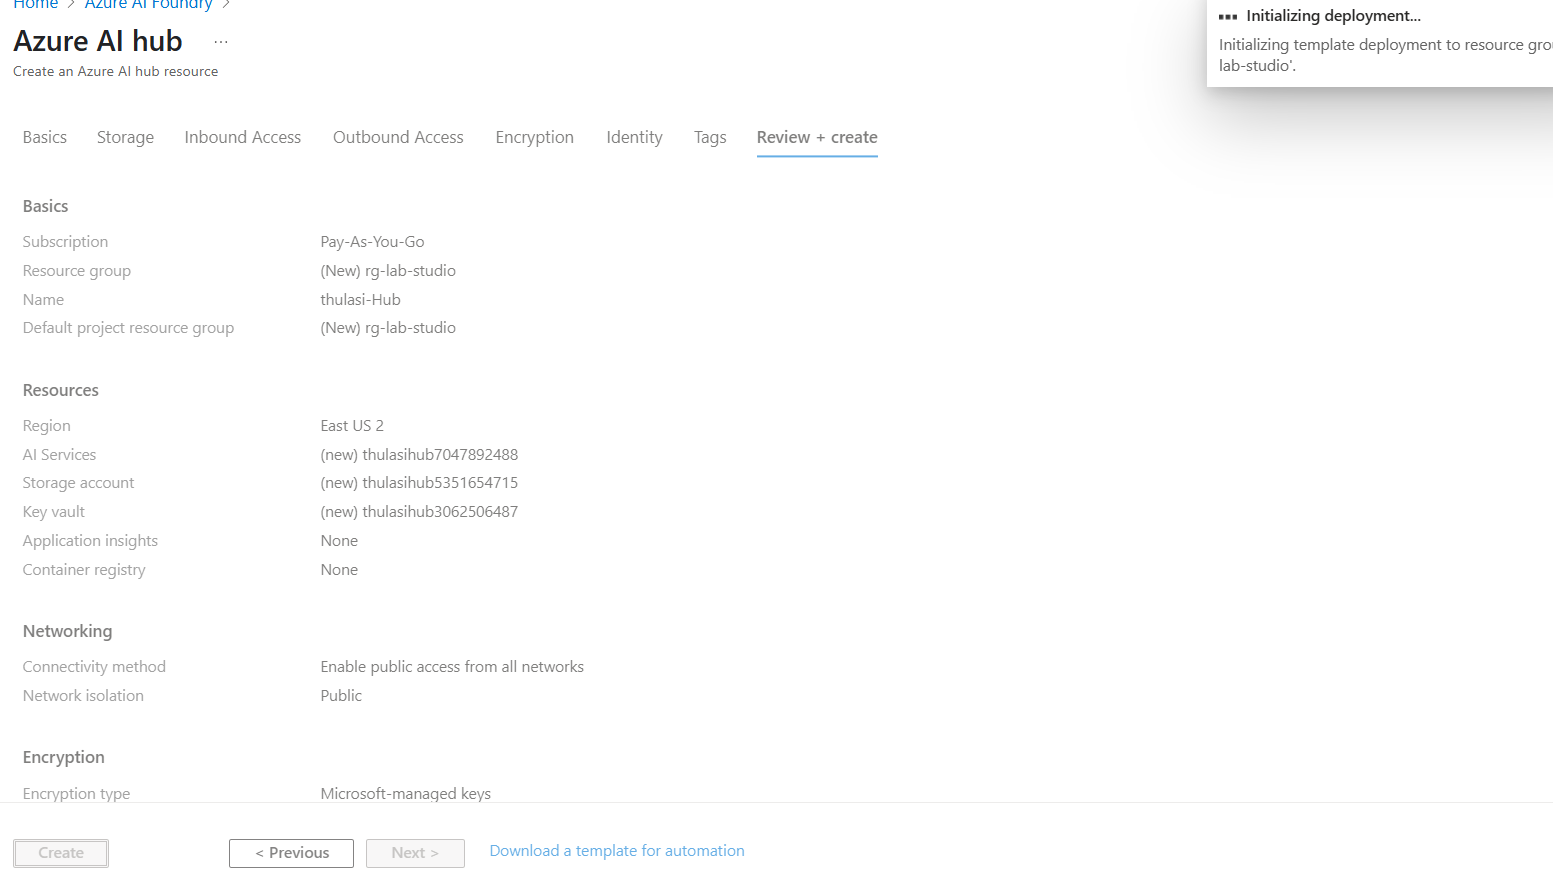 Home > Azure AI Foundry >
Azure AI hub ...
Create an Azure AI hub resource
Initializing deployment...
Initializing template deployment to resource gro
lab-studio'.
Basics Storage Inbound Access Outbound Access Encryption Identity Tags Review + create
Basics
Subscription Pay-As-You-Go
Resource group (New) rg-lab-studio
Name thulasi-Hub
Default project resource group (New) rg-lab-studio
Resources
Region East US 2
AI Services (new) thulasihub7047892488
Storage account (new) thulasihub5351654715
Key vault (new) thulasihub3062506487
Application insights None
Container registry None
Networking
Connectivity method Enable public access from all networks
Network isolation Public
Encryption
Encryption type Microsoft-managed keys
Create < Previous Next > Download a template for automation